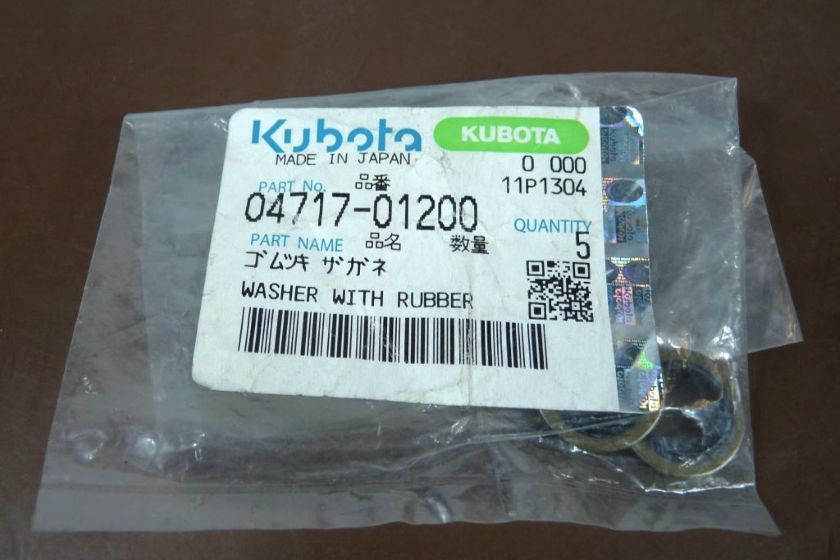 Kubota KUBOTA
MADE IN JAPAN 0 000
PART No. 品番 11P1304
04717-01200
QUANTITY
PART NAME 品名 数量 5
ゴムツキ ザガネ
WASHER WITH RUBBER